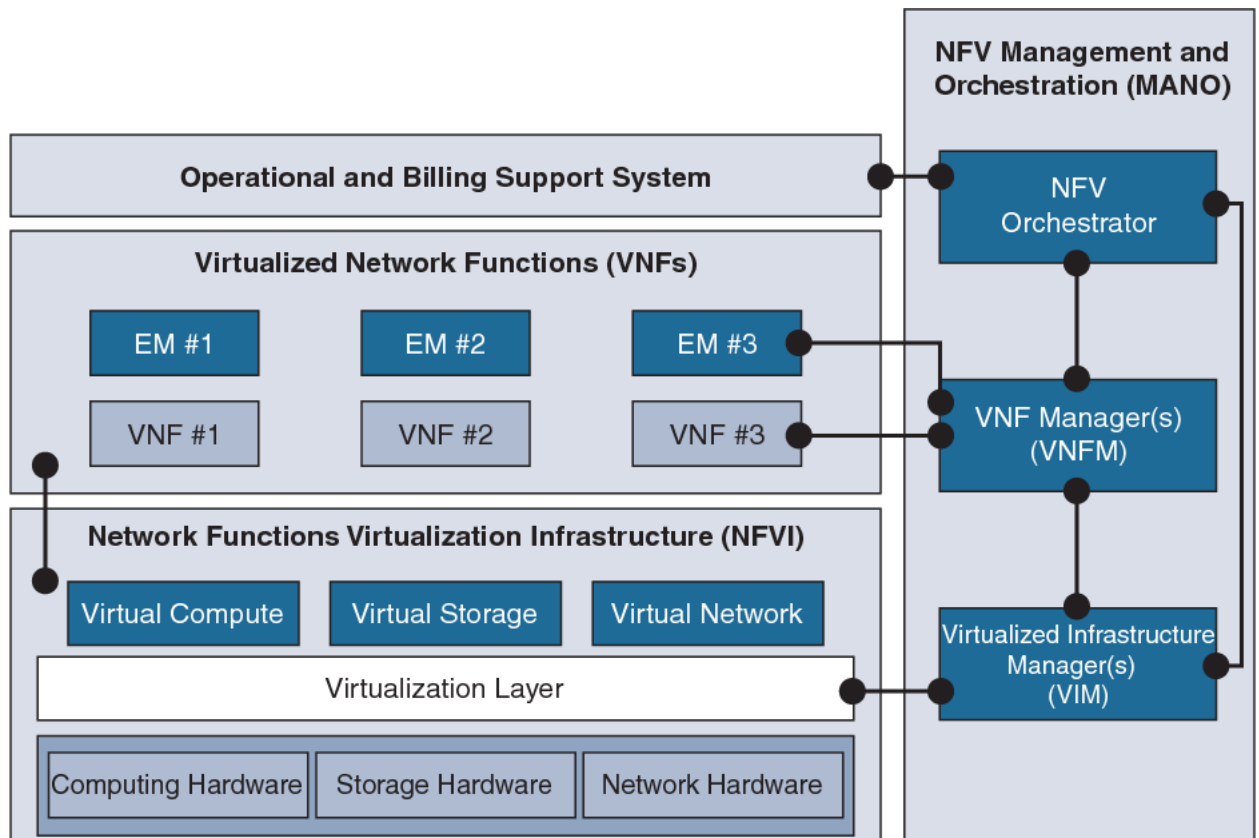 NFV Management and
Orchestration (MANO)
Operational and Billing Support System
NFV
Orchestrator
Virtualized Network Functions (VNFs)
EM #1
EM #2
EM #3
VNF #1
VNF #2
VNF #3
VNF Manager(s)
(VNFM)
Network Functions Virtualization Infrastructure (NFVI)
Virtual Compute
Virtual Storage
Virtual Network
Virtualization Layer
Virtualized Infrastructure
Manager(s)
(VIM)
Computing Hardware
Storage Hardware
Network Hardware